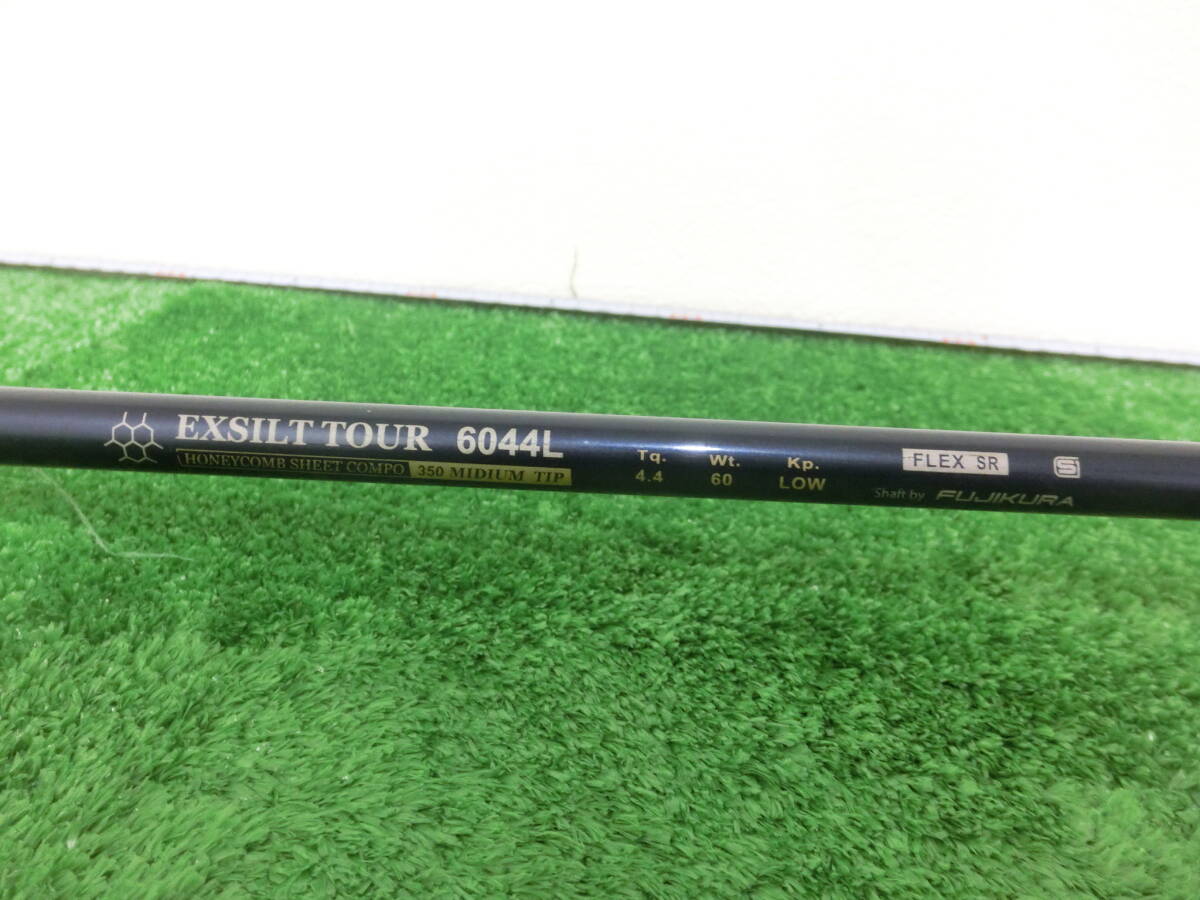 EXSILT TOUR 6044L
HONEYCOMB SHEET COMPO 350 MIDIUM TIP
Tq. Wt. Kp.
4.4 60 LOW
FLEX SR
S
Shaft by FUJIKURA